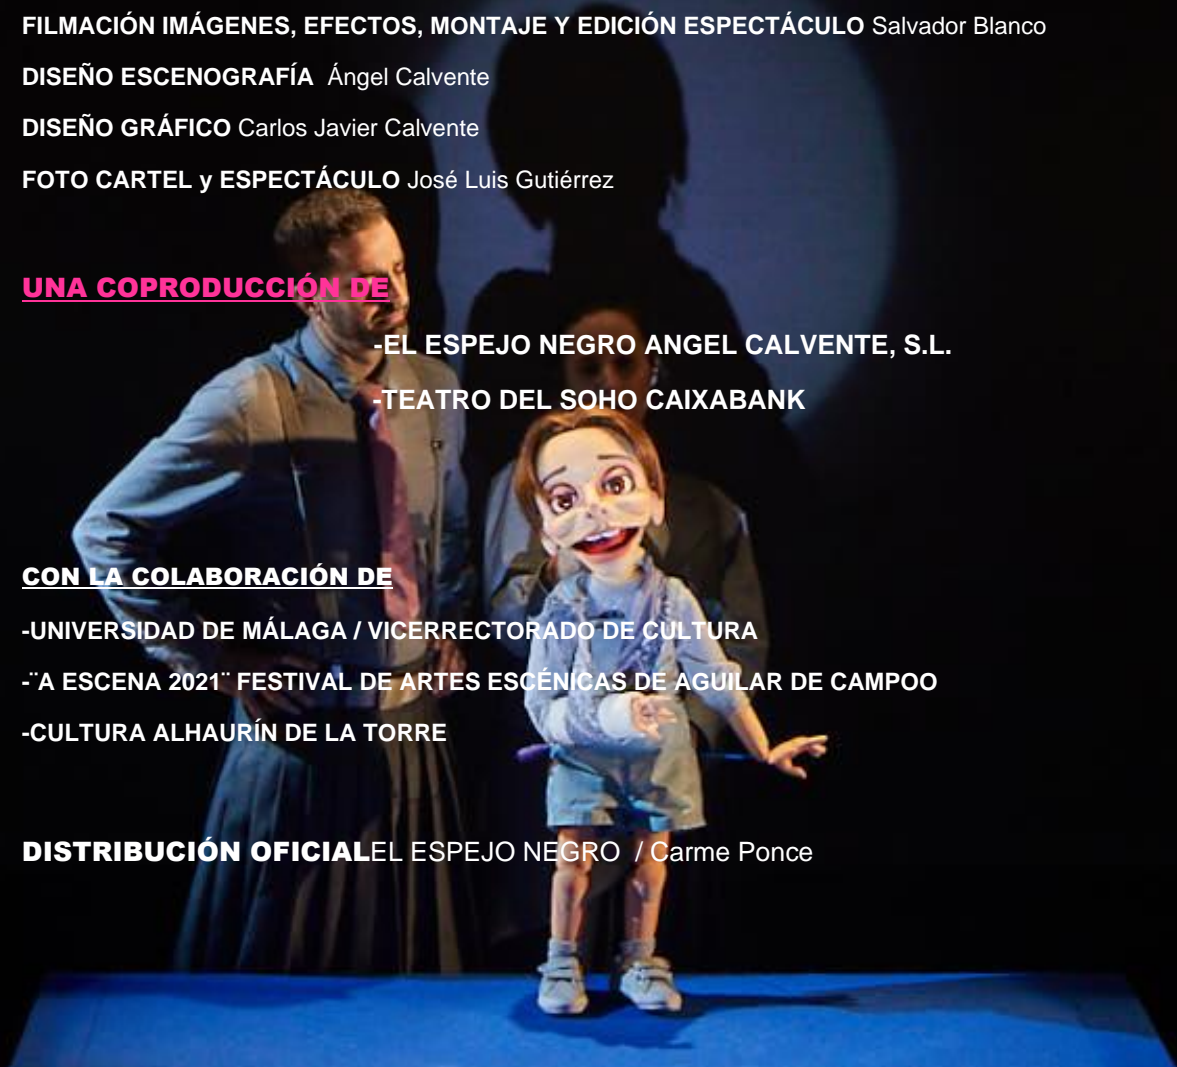 FILMACIÓN IMÁGENES, EFECTOS, MONTAJE Y EDICIÓN ESPECTÁCULO Salvador Blanco
DISEÑO ESCENOGRAFÍA Ángel Calvente
DISEÑO GRÁFICO Carlos Javier Calvente
FOTO CARTEL y ESPECTÁCULO José Luis Gutiérrez
UNA COPRODUCCIÓN DE
-EL ESPEJO NEGRO ANGEL CALVENTE, S.L.
-TEATRO DEL SOHO CAIXABANK
CON LA COLABORACIÓN DE
-UNIVERSIDAD DE MÁLAGA / VICERRECTORADO DE CULTURA
-¨A ESCENA 2021¨ FESTIVAL DE ARTES ESCÉNICAS DE AGUILAR DE CAMPOO
-CULTURA ALHAURÍN DE LA TORRE
DISTRIBUCIÓN OFICIALEL ESPEJO NEGRO / Carme Ponce